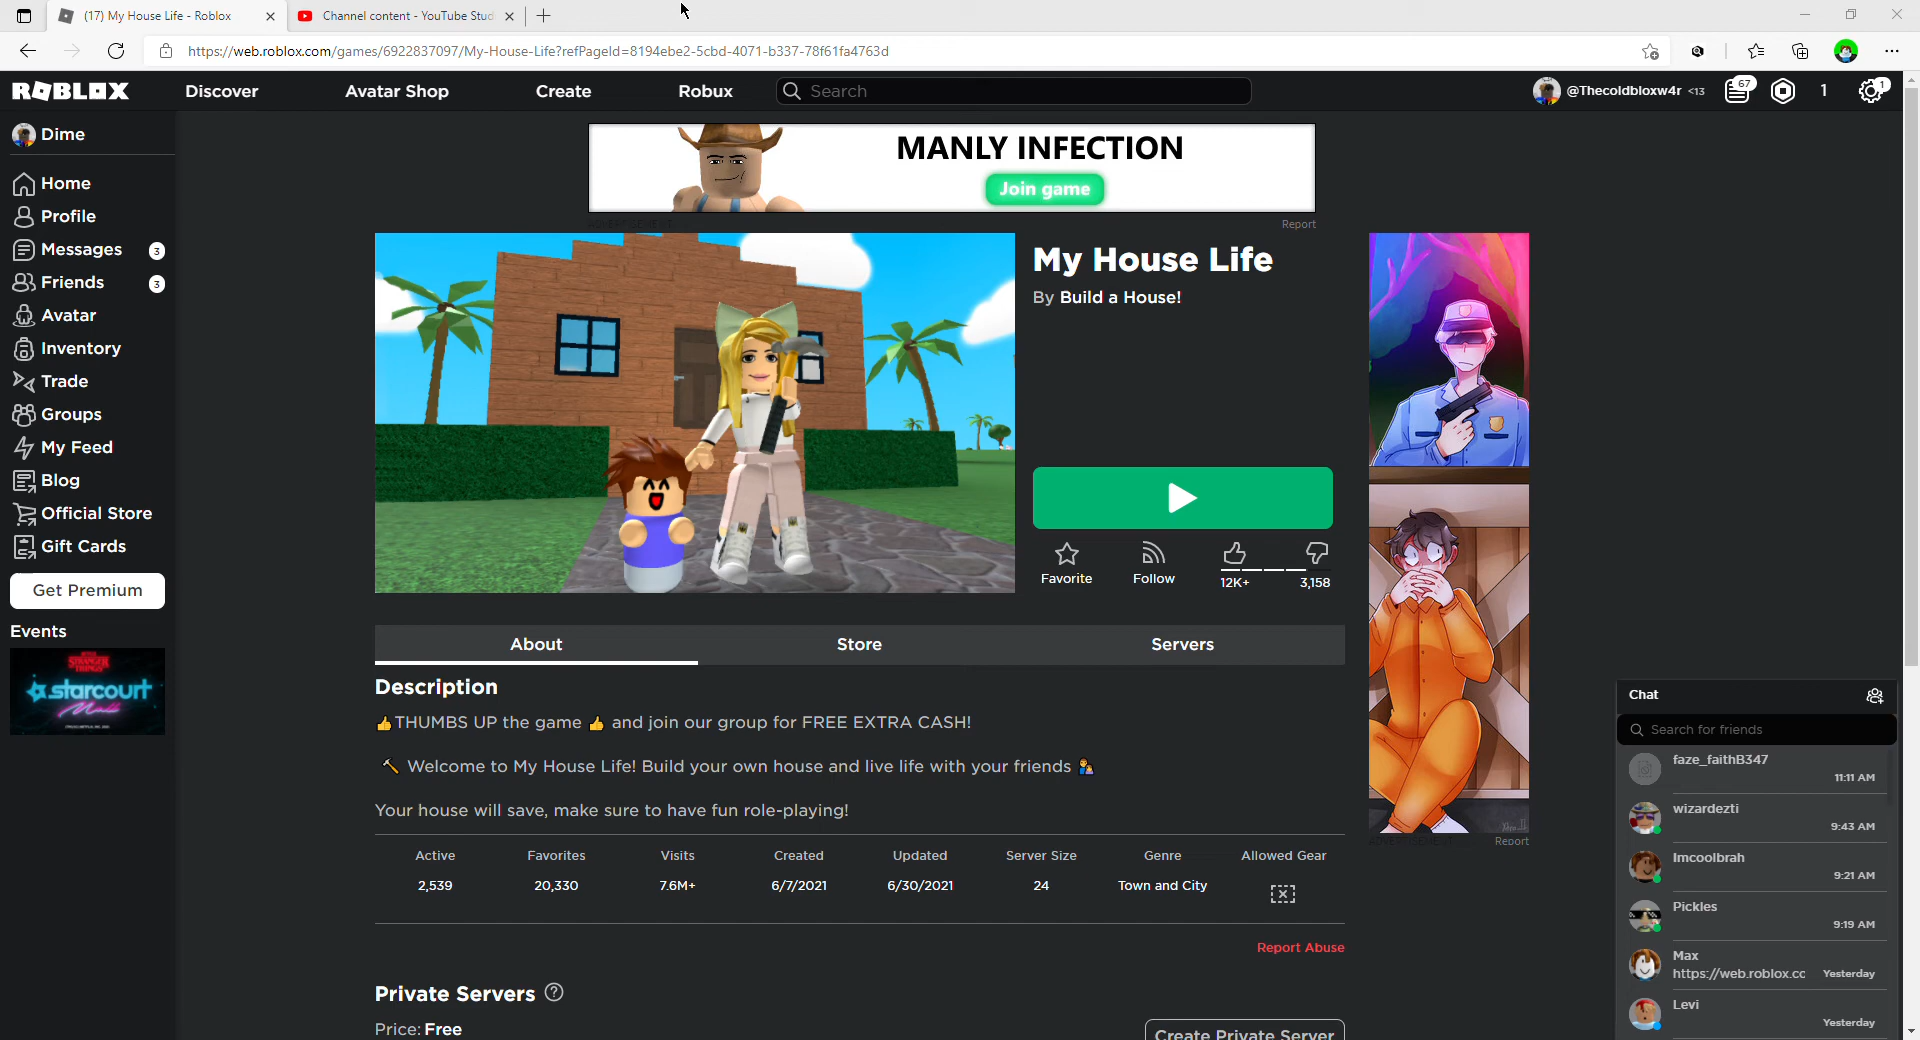 (17) My House Life - Roblox
Channel content - YouTube Stud
https://web.roblox.com/games/6922837097/My-House-Life?refPageId=8194ebe2-5cbd-4071-b337-78f61fa4763d
ROBLOX
Discover
Avatar Shop
Create
Robux
Search
@Thecoldbloxw4r <13
67
1
1
Dime
Home
Profile
Messages 3
Friends 3
Avatar
Inventory
Trade
Groups
My Feed
Blog
Official Store
Gift Cards
Get Premium
Events
STRANGER THINGS
starcourt
Mall
MANLY INFECTION
Join game
ADVERTISEMENT
Report
My House Life
By Build a House!
Favorite
Follow
12K+
3,158
About
Store
Servers
Description
👍THUMBS UP the game 👍 and join our group for FREE EXTRA CASH!
🔨 Welcome to My House Life! Build your own house and live life with your friends
Your house will save, make sure to have fun role-playing!
Active Favorites Visits Created Updated Server Size Genre Allowed Gear
2,539 20,330 7.6M+ 6/7/2021 6/30/2021 24 Town and City
Report Abuse
Private Servers
Price: Free
Create Private Server
ADVERTISEMENT
Report
Chat
Search for friends
faze_faithB347
11:11 AM
wizardezti
9:43 AM
Imcoolbrah
9:21 AM
Pickles
9:19 AM
Max
https://web.roblox.cc Yesterday
Levi
Yesterday